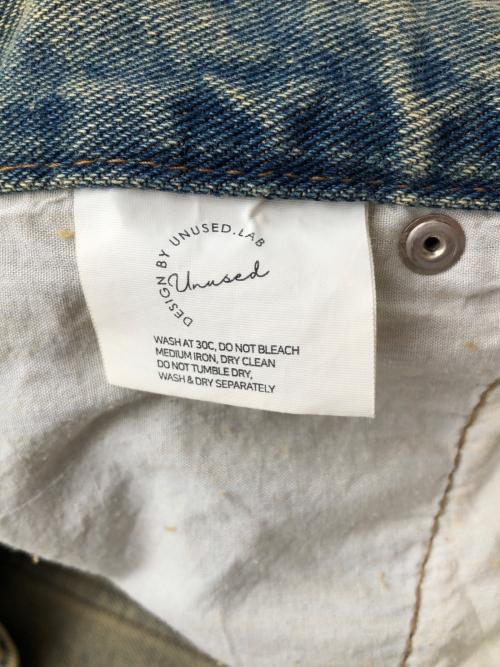 DESIGN BY UNUSED.LAB
Unused
WASH AT 30C, DO NOT BLEACH
MEDIUM IRON, DRY CLEAN
DO NOT TUMBLE DRY,
WASH & DRY SEPARATELY